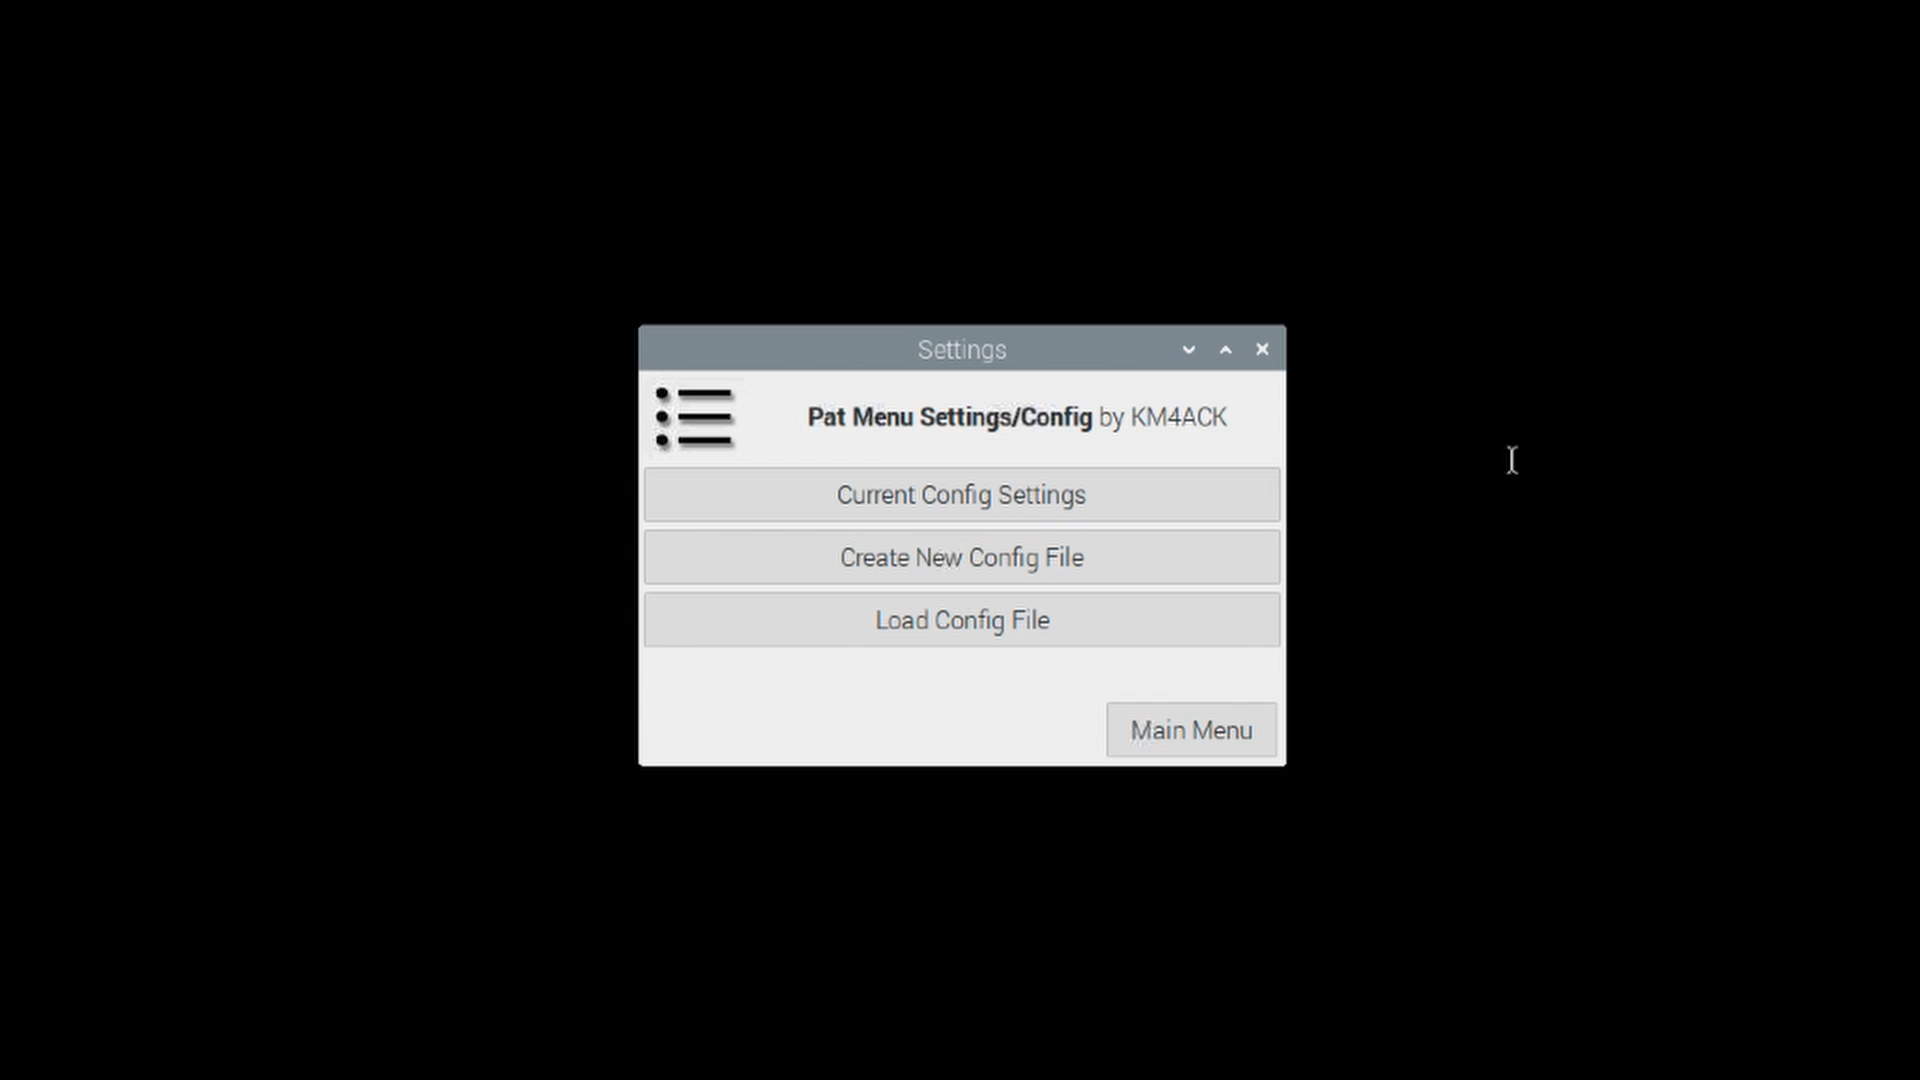 Settings
Pat Menu Settings/Config by KM4ACK
Current Config Settings
Create New Config File
Load Config File
Main Menu